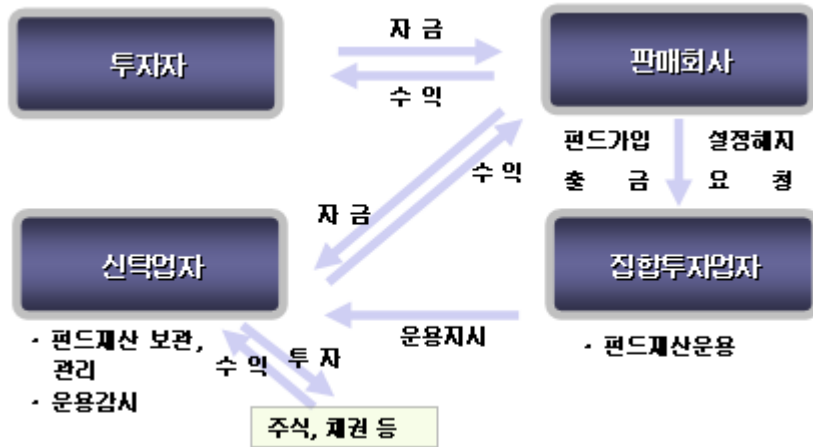 투자자
자 금
수 익
판매회사
펀드가입 설정해지
출 금 요 청
수 익
자 금
신탁업자
집합투자업자
· 펀드재산 보관,
관리
· 운용감시
운용지시
· 펀드재산운용
수 익
투 자
주식, 채권 등